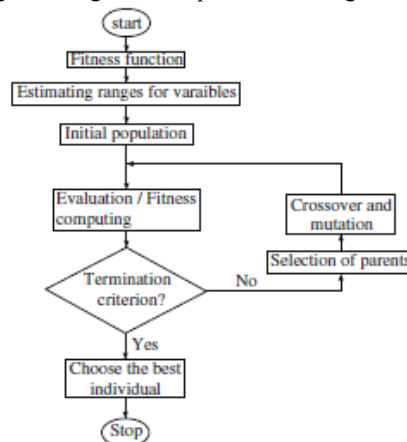 start
Fitness function
Estimating ranges for varaibles
Initial population
Evaluation / Fitness
computing
Crossover and
mutation
Selection of parents
Termination
criterion?
No
Yes
Choose the best
individual
Stop